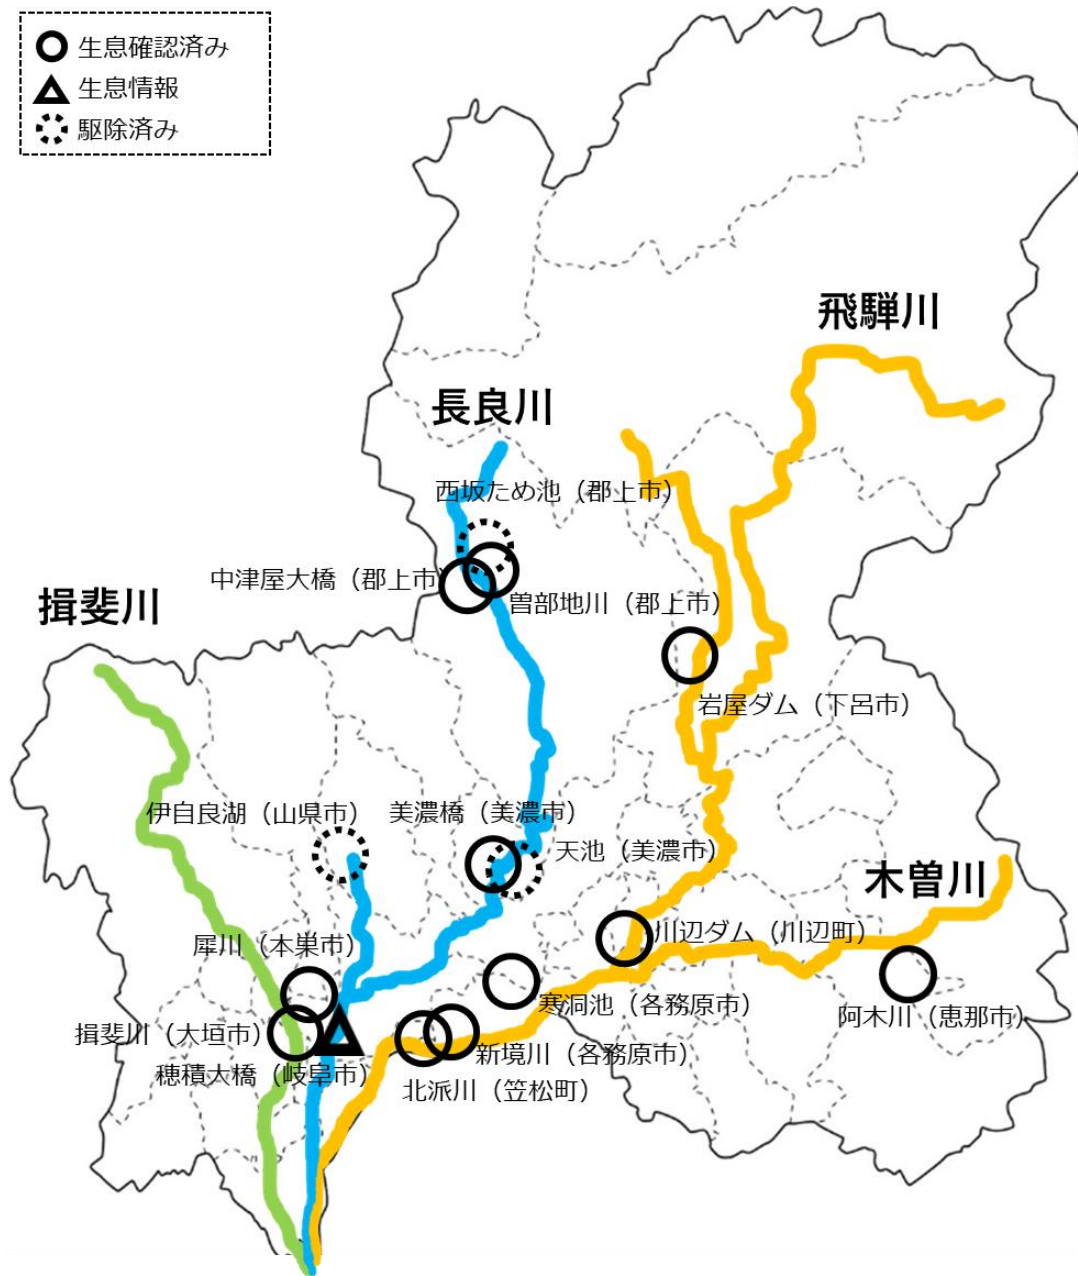 生息確認済み
生息情報
駆除済み
飛騨川
長良川
西坂ため池（郡上市）
中津屋大橋（郡上市）
曽部地川（郡上市）
揖斐川
岩屋ダム（下呂市）
伊自良湖（山県市）
美濃橋（美濃市）
天池（美濃市）
木曽川
川辺ダム（川辺町）
犀川（本巣市）
寒洞池（各務原市）
阿木川（恵那市）
揖斐川（大垣市）
新境川（各務原市）
穂積大橋（岐阜市）
北派川（笠松町）